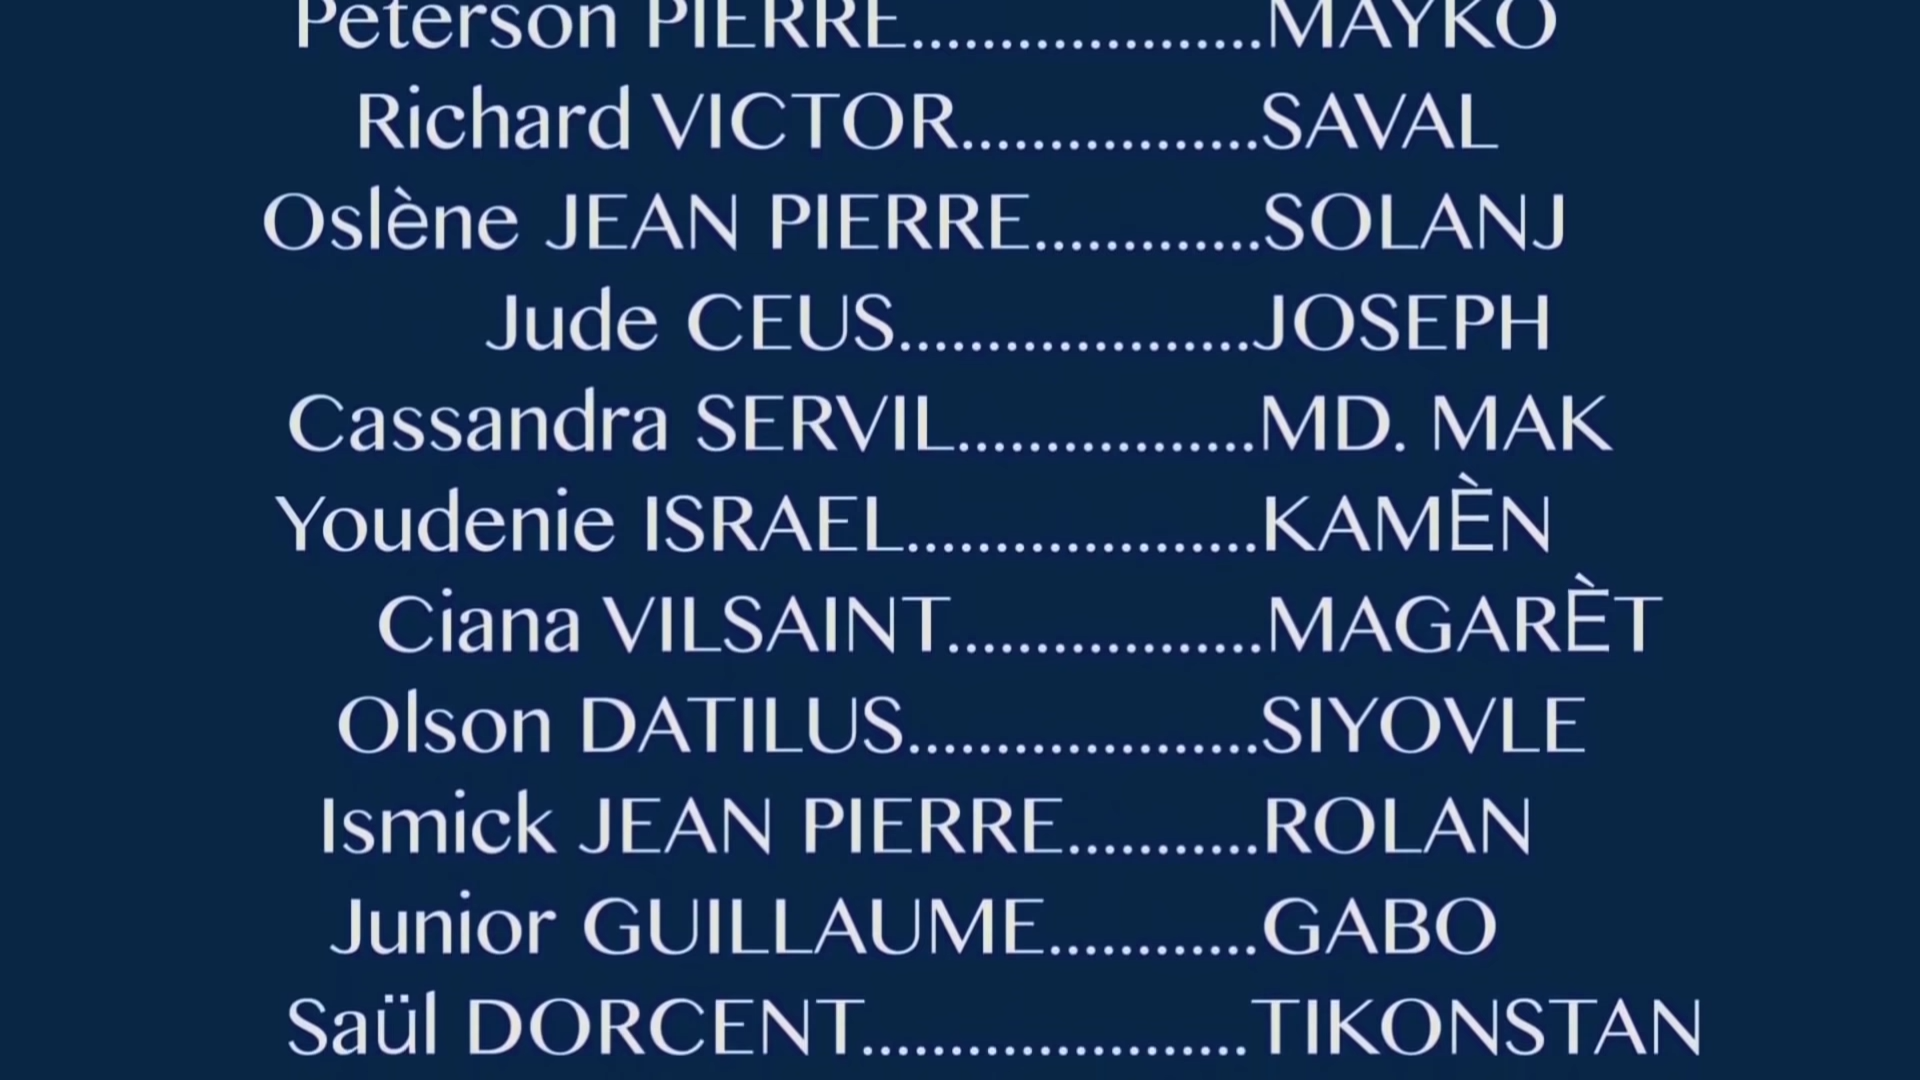 Peterson PIERRE...................MAYKO
Richard VICTOR................SAVAL
Oslène JEAN PIERRE.............SOLANJ
Jude CEUS...................JOSEPH
Cassandra SERVIL................MD. MAK
Youdenie ISRAEL...................KAMÈN
Ciana VILSAINT.................MAGARÈT
Olson DATILUS...................SIYOVLE
Ismick JEAN PIERRE...........ROLAN
Junior GUILLAUME............GABO
Saül DORCENT.....................TIKONSTAN